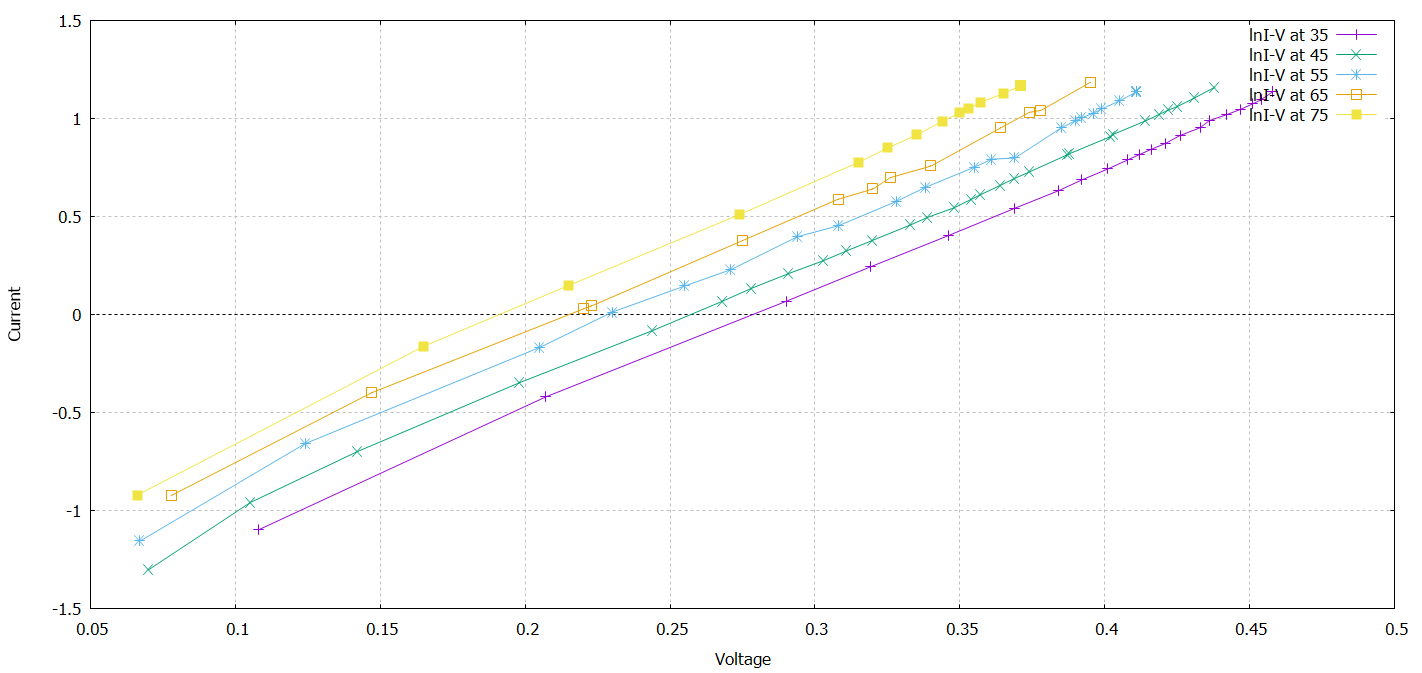 1.5
1
0.5
0
-0.5
-1
-1.5
Current
lnI-V at 35
lnI-V at 45
lnI-V at 55
lnI-V at 65
lnI-V at 75
0.05 0.1 0.15 0.2 0.25 0.3 0.35 0.4 0.45 0.5
Voltage